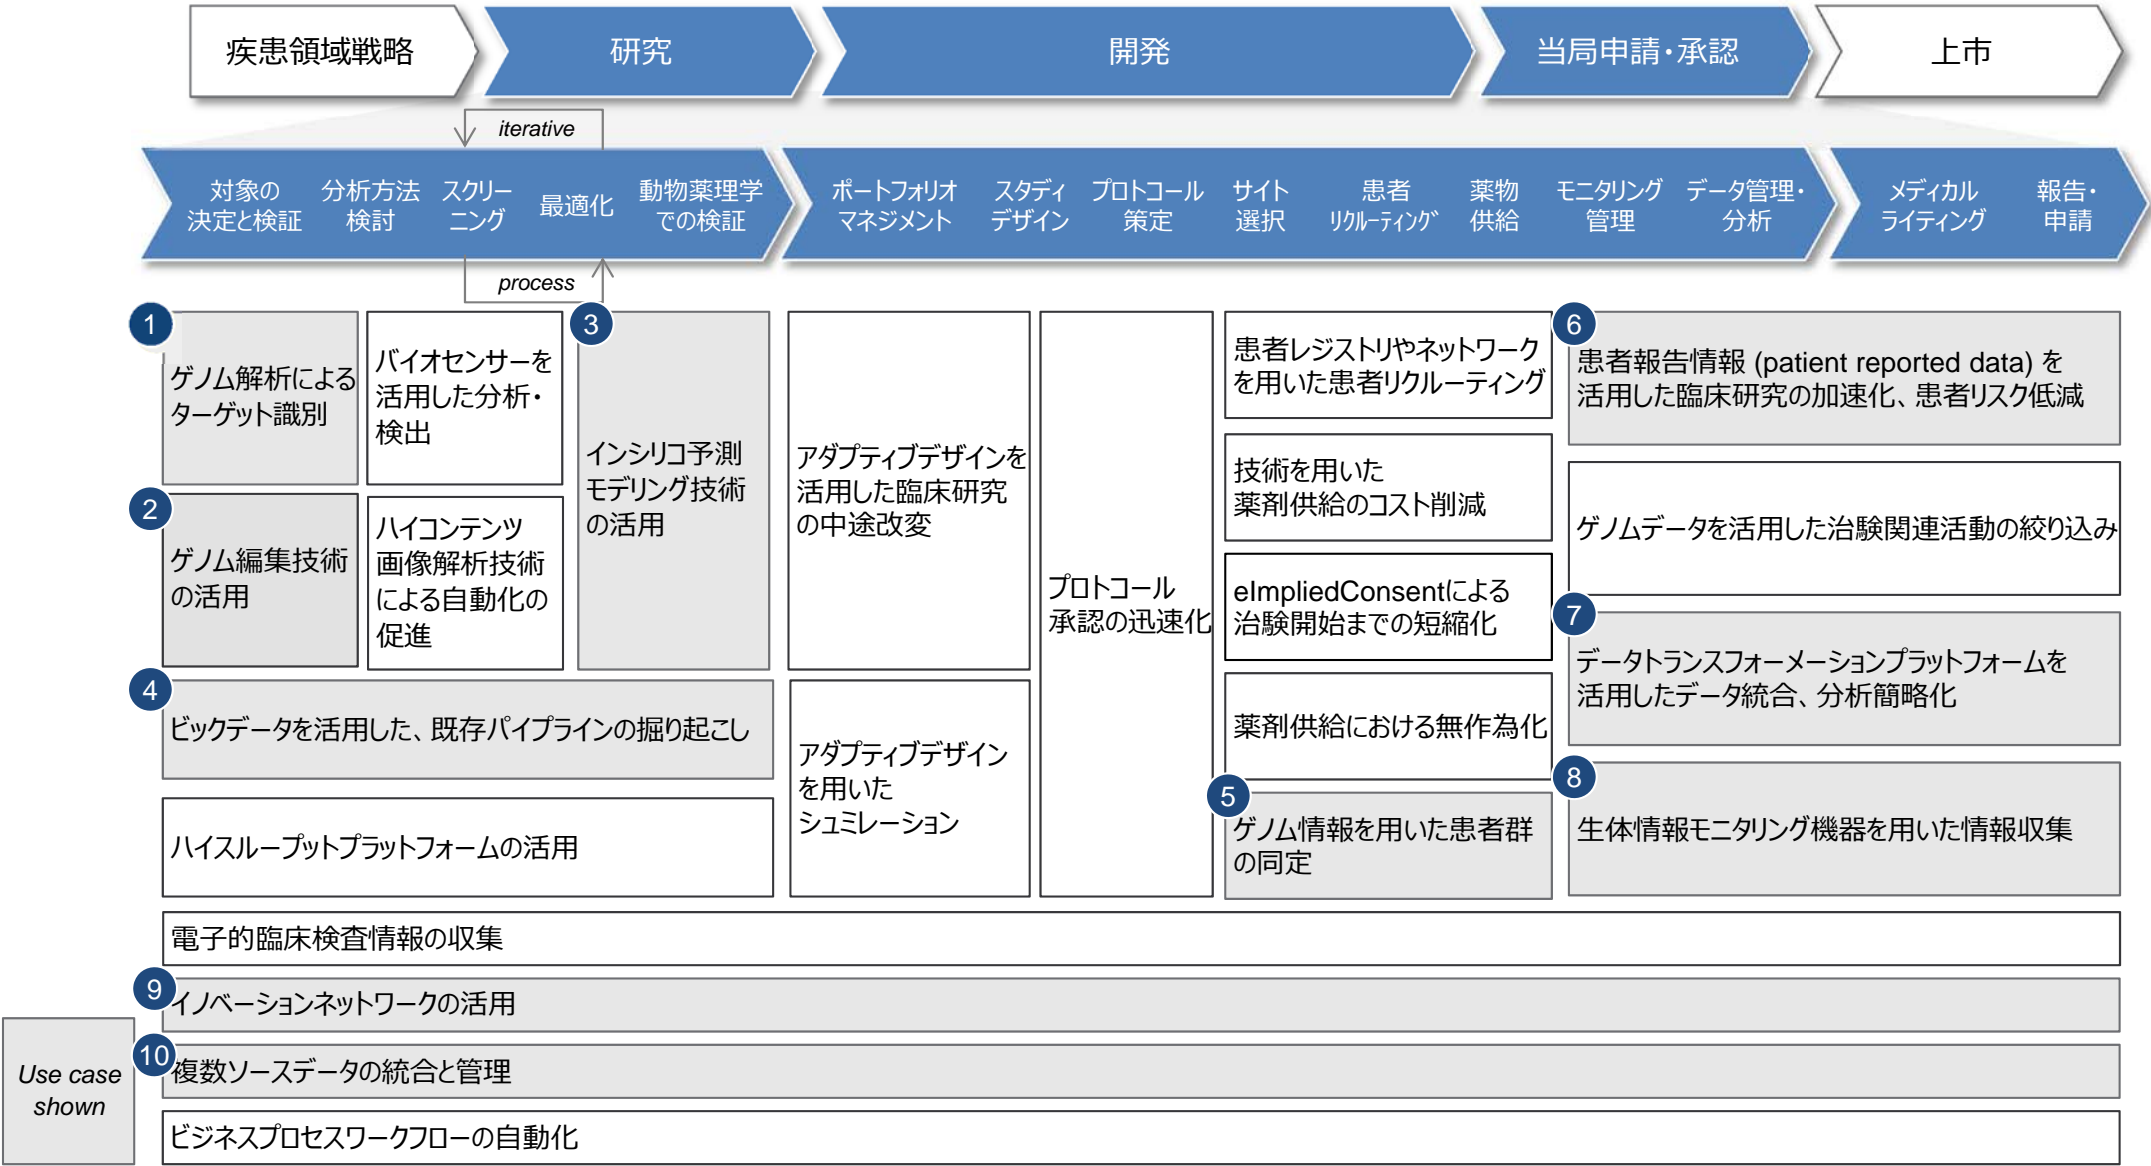 疾患領域戦略
研究
開発
当局申請・承認
上市
iterative
対象の
決定と検証
分析方法
検討
スクリー
ニング
最適化
動物薬理学
での検証
ポートフォリオ
マネジメント
スタディ
デザイン
プロトコール
策定
サイト
選択
患者
リクルーティング
薬物
供給
モニタリング
管理
データ管理・
分析
メディカル
ライティング
報告・
申請
process
1
ゲノム解析による
ターゲット識別
バイオセンサーを
活用した分析・
検出
2
ゲノム編集技術
の活用
ハイコンテンツ
画像解析技術
による自動化の
促進
3
インシリコ予測
モデリング技術
の活用
4
ビックデータを活用した、既存パイプラインの掘り起こし
ハイスループットプラットフォームの活用
アダプティブデザインを
活用した臨床研究
の中途改変
アダプティブデザイン
を用いた
シュミレーション
プロトコール
承認の迅速化
患者レジストリやネットワーク
を用いた患者リクルーティング
技術を用いた
薬剤供給のコスト削減
eImpliedConsentによる
治験開始までの短縮化
薬剤供給における無作為化
5
ゲノム情報を用いた患者群
の同定
6
患者報告情報 (patient reported data) を
活用した臨床研究の加速化、患者リスク低減
ゲノムデータを活用した治験関連活動の絞り込み
7
データトランスフォーメーションプラットフォームを
活用したデータ統合、分析簡略化
8
生体情報モニタリング機器を用いた情報収集
電子的臨床検査情報の収集
9
イノベーションネットワークの活用
10
複数ソースデータの統合と管理
ビジネスプロセスワークフローの自動化
Use case
shown